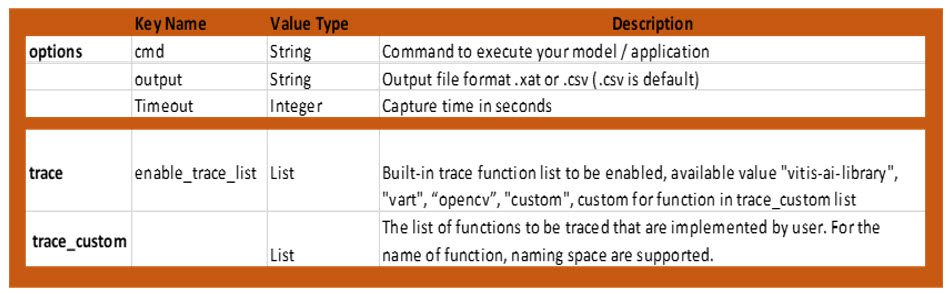 Key Name Value Type Description
options cmd String Command to execute your model / application
output String Output file format .xat or .csv (.csv is default)
Timeout Integer Capture time in seconds
trace enable_trace_list List Built-in trace function list to be enabled, available value "vitis-ai-library",
"vart", “opencv”, "custom", custom for function in trace_custom list
trace_custom List The list of functions to be traced that are implemented by user. For the
name of function, naming space are supported.